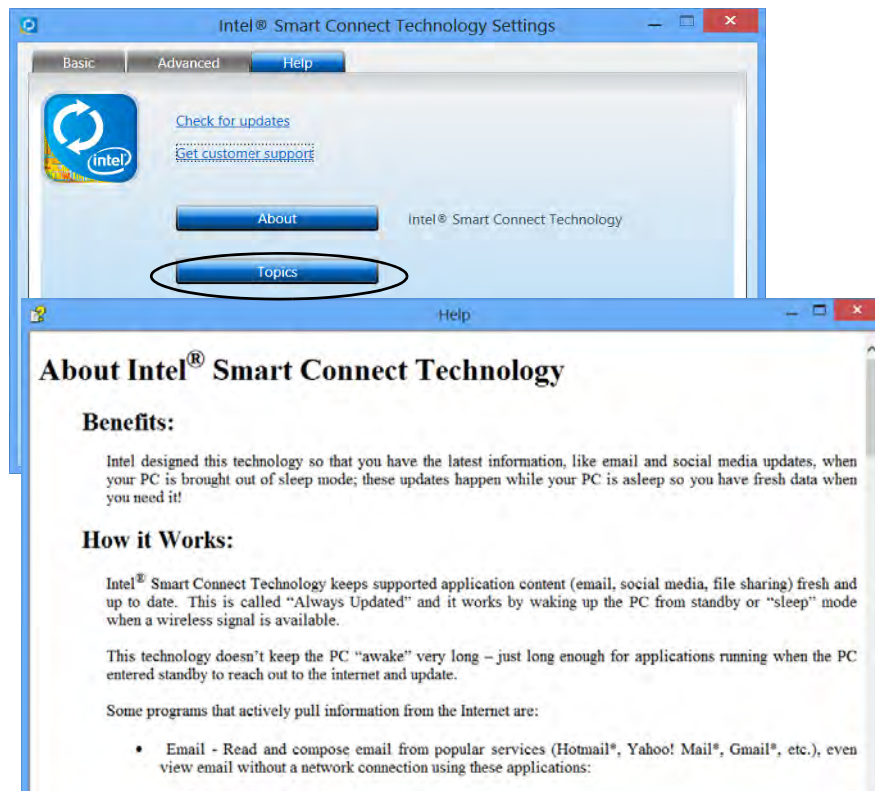 Intel® Smart Connect Technology Settings
Basic
Advanced
Help
intel
Check for updates
Get customer support
About
Intel® Smart Connect Technology
Topics
Help
About Intel® Smart Connect Technology
Benefits:
Intel designed this technology so that you have the latest information, like email and social media updates, when
your PC is brought out of sleep mode; these updates happen while your PC is asleep so you have fresh data when
you need it!
How it Works:
Intel® Smart Connect Technology keeps supported application content (email, social media, file sharing) fresh and
up to date. This is called “Always Updated” and it works by waking up the PC from standby or “sleep” mode
when a wireless signal is available.
This technology doesn’t keep the PC “awake” very long – just long enough for applications running when the PC
entered standby to reach out to the internet and update.
Some programs that actively pull information from the Internet are:
• Email - Read and compose email from popular services (Hotmail*, Yahoo! Mail*, Gmail*, etc.), even
view email without a network connection using these applications: